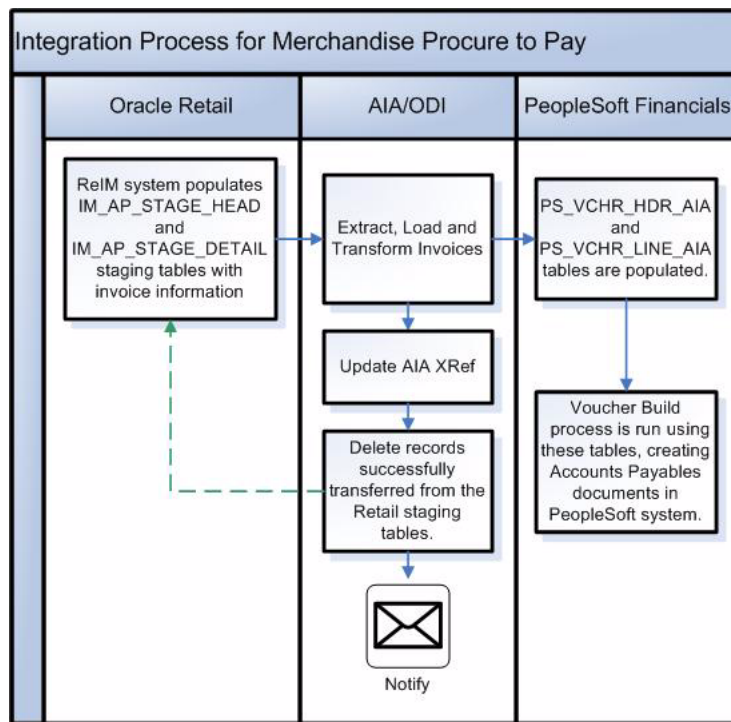 Integration Process for Merchandise Procure to Pay
Oracle Retail
AIA/ODI
PeopleSoft Financials
ReIM system populates
IM_AP_STAGE_HEAD
and
IM_AP_STAGE_DETAIL
staging tables with
invoice information
Extract, Load and
Transform Invoices
PS_VCHR_HDR_AIA
and
PS_VCHR_LINE_AIA
tables are populated.
Update AIA XRef
Delete records
successfully
transferred from the
Retail staging
tables.
Voucher Build
process is run using
these tables, creating
Accounts Payables
documents in
PeopleSoft system.
Notify